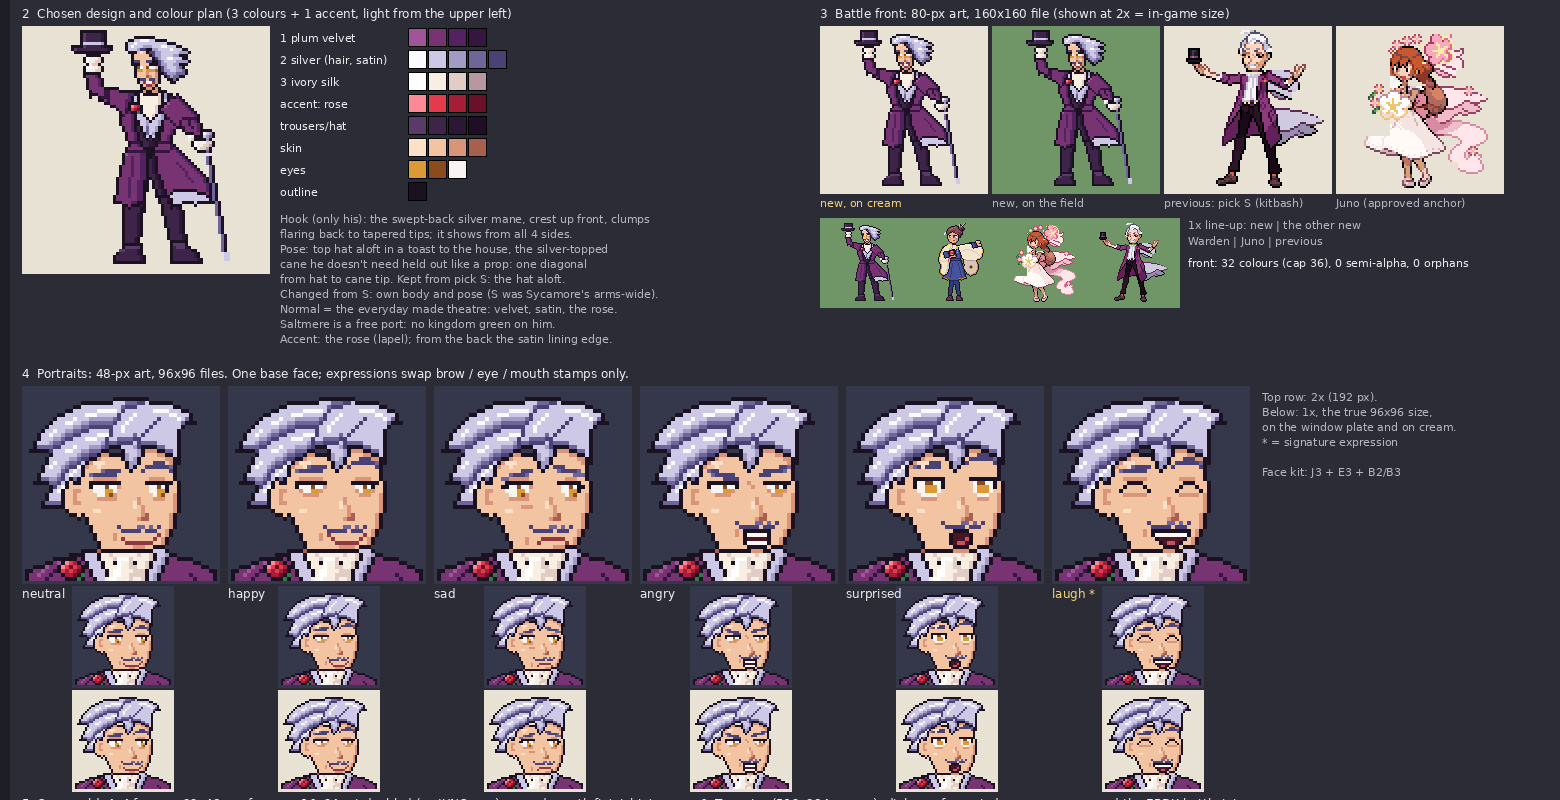 2 Chosen design and colour plan (3 colours + 1 accent, light from the upper left)
1 plum velvet
2 silver (hair, satin)
3 ivory silk
accent: rose
trousers/hat
skin
eyes
outline
Hook (only his): the swept-back silver mane, crest up front, clumps
flaring back to tapered tips; it shows from all 4 sides.
Pose: top hat aloft in a toast to the house, the silver-topped
cane he doesn't need held out like a prop: one diagonal
from hat to cane tip. Kept from pick S: the hat aloft.
Changed from S: own body and pose (S was Sycamore's arms-wide).
Normal = the everyday made theatre: velvet, satin, the rose.
Saltmere is a free port: no kingdom green on him.
Accent: the rose (lapel); from the back the satin lining edge.
3 Battle front: 80-px art, 160x160 file (shown at 2x = in-game size)
new, on cream
new, on the field
previous: pick S (kitbash)
Juno (approved anchor)
1x line-up: new | the other new
Warden | Juno | previous
front: 32 colours (cap 36), 0 semi-alpha, 0 orphans
4 Portraits: 48-px art, 96x96 files. One base face; expressions swap brow / eye / mouth stamps only.
Top row: 2x (192 px).
Below: 1x, the true 96x96 size,
on the window plate and on cream.
* = signature expression
Face kit: J3 + E3 + B2/B3
neutral
happy
sad
angry
surprised
laugh *